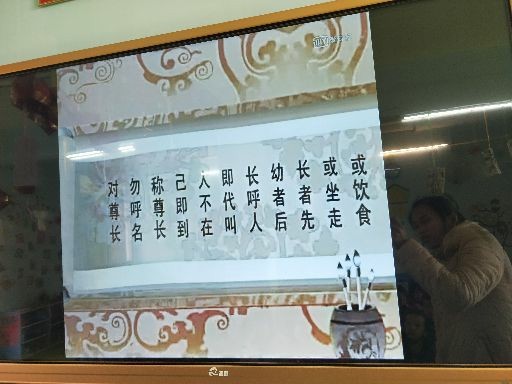 或饮食
或坐走
长者先
幼者后
长呼人
即代叫
人不在
己即到
称尊长
勿呼名
对尊长